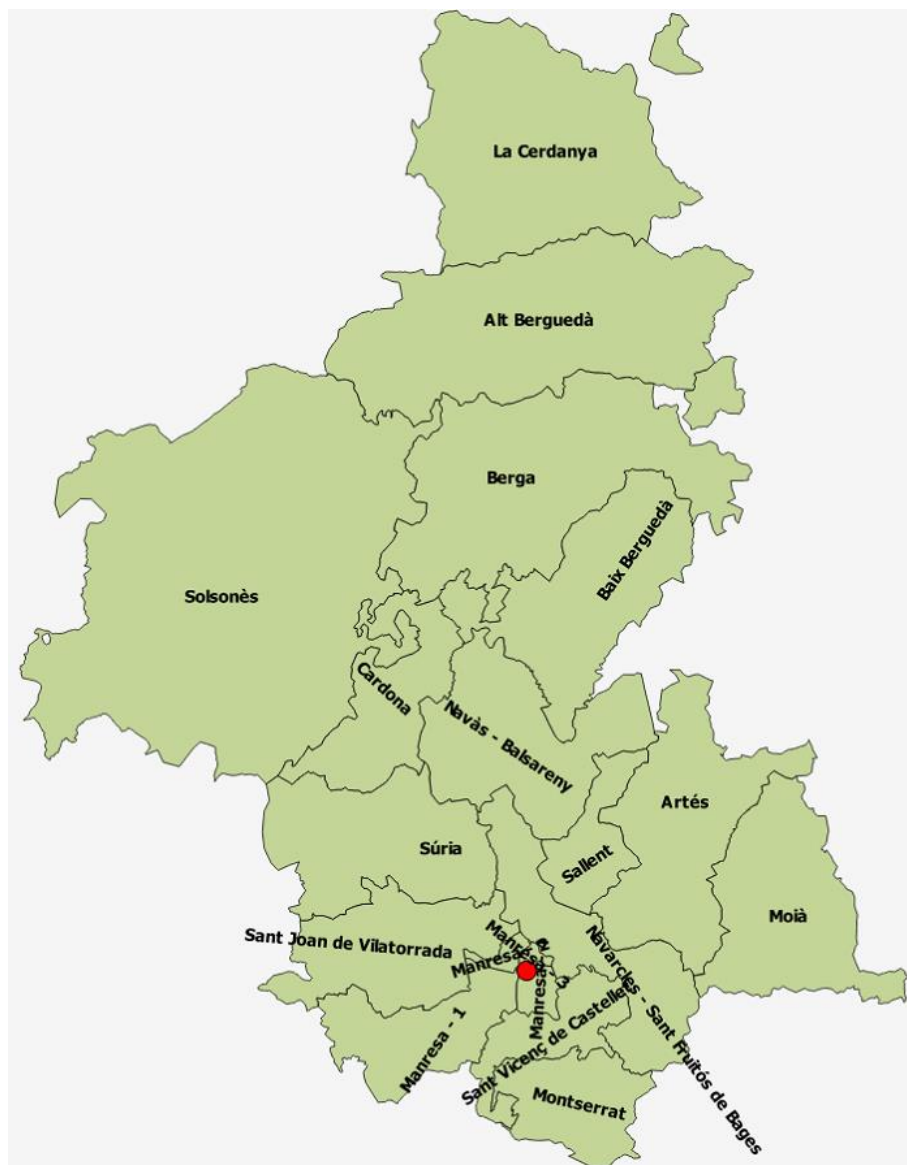 La Cerdanya
Alt Berguedà
Berga
Baix Berguedà
Solsonès
Cardona
Navàs - Balsareny
Artés
Súria
Sallent
Moià
Sant Joan de Vilatorrada
Manresa
Manresa - 3
Manresa
Navarcles - Sant Fruitós de Bages
Manresa - 1
Sant Vicenç de Castellet
Montserrat